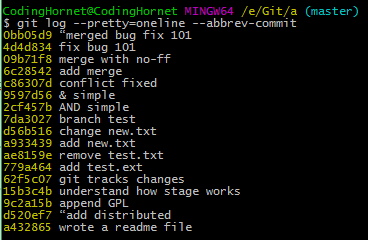 CodingHornet@CodingHornet MINGW64 /e/Git/a (master)
$ git log --pretty=oneline --abbrev-commit
0bb05d9 “merged bug fix 101
4d4d834 fix bug 101
09b71f8 merge with no-ff
6c28542 add merge
c86307d conflict fixed
9597d56 & simple
2cf457b AND simple
7da3027 branch test
d56b516 change new.txt
a933439 add new.txt
ae8159e remove test.txt
779a464 add test.ext
62f5c07 git tracks changes
15b3c4b understand how stage works
9c2a15b append GPL
d520ef7 “add distributed
a432865 wrote a readme file